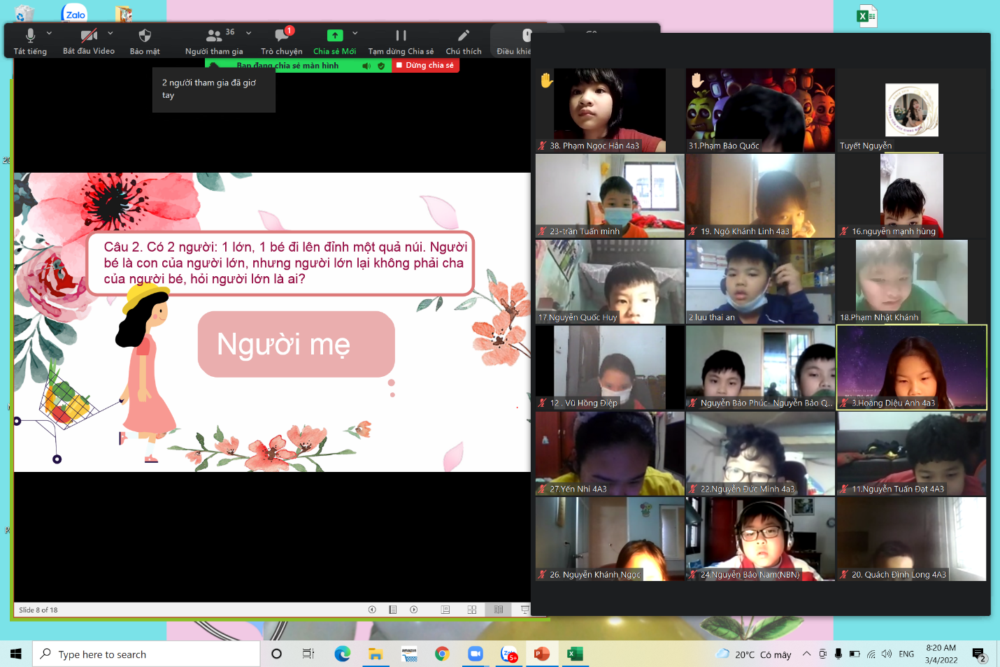 Zalo
36
1
Tắt tiếng
Bắt đầu Video
Bảo mật
Người tham gia
Trò chuyện
Chia sẻ Mới
Tạm dừng Chia sẻ
Chú thích
Điều khiể
Bạn đang chia sẻ màn hình
Dừng chia sẻ
2 người tham gia đã giơ
tay
Câu 2. Có 2 người: 1 lớn, 1 bé đi lên đỉnh một quả núi. Người
bé là con của người lớn, nhưng người lớn lại không phải cha
của người bé, hỏi người lớn là ai?
Người mẹ
38. Phạm Ngọc Hân 4a3
31.Phạm Bảo Quốc
Tuyết Nguyễn
23-trần Tuấn minh
19. Ngô Khánh Linh 4a3
16.nguyễn mạnh hùng
17.Nguyễn Quốc Huy
2.luu thai an
18.Phạm Nhật Khánh
12 . Vũ Hồng Điệp
Nguyễn Bảo Phúc- Nguyễn Bảo Q...
3.Hoàng Diệu Anh 4a3
27.Yến Nhi 4A3
22.Nguyễn Đức Minh 4a3
11.Nguyễn Tuấn Đạt 4A3
26. Nguyễn Khánh Ngọc
24.Nguyễn Bảo Nam(NBN)
20. Quách Đình Long 4A3
Slide 8 of 18
Type here to search
amazon
Zalo
5+
20°C Có mây
ENG
8:20 AM
3/4/2022
2